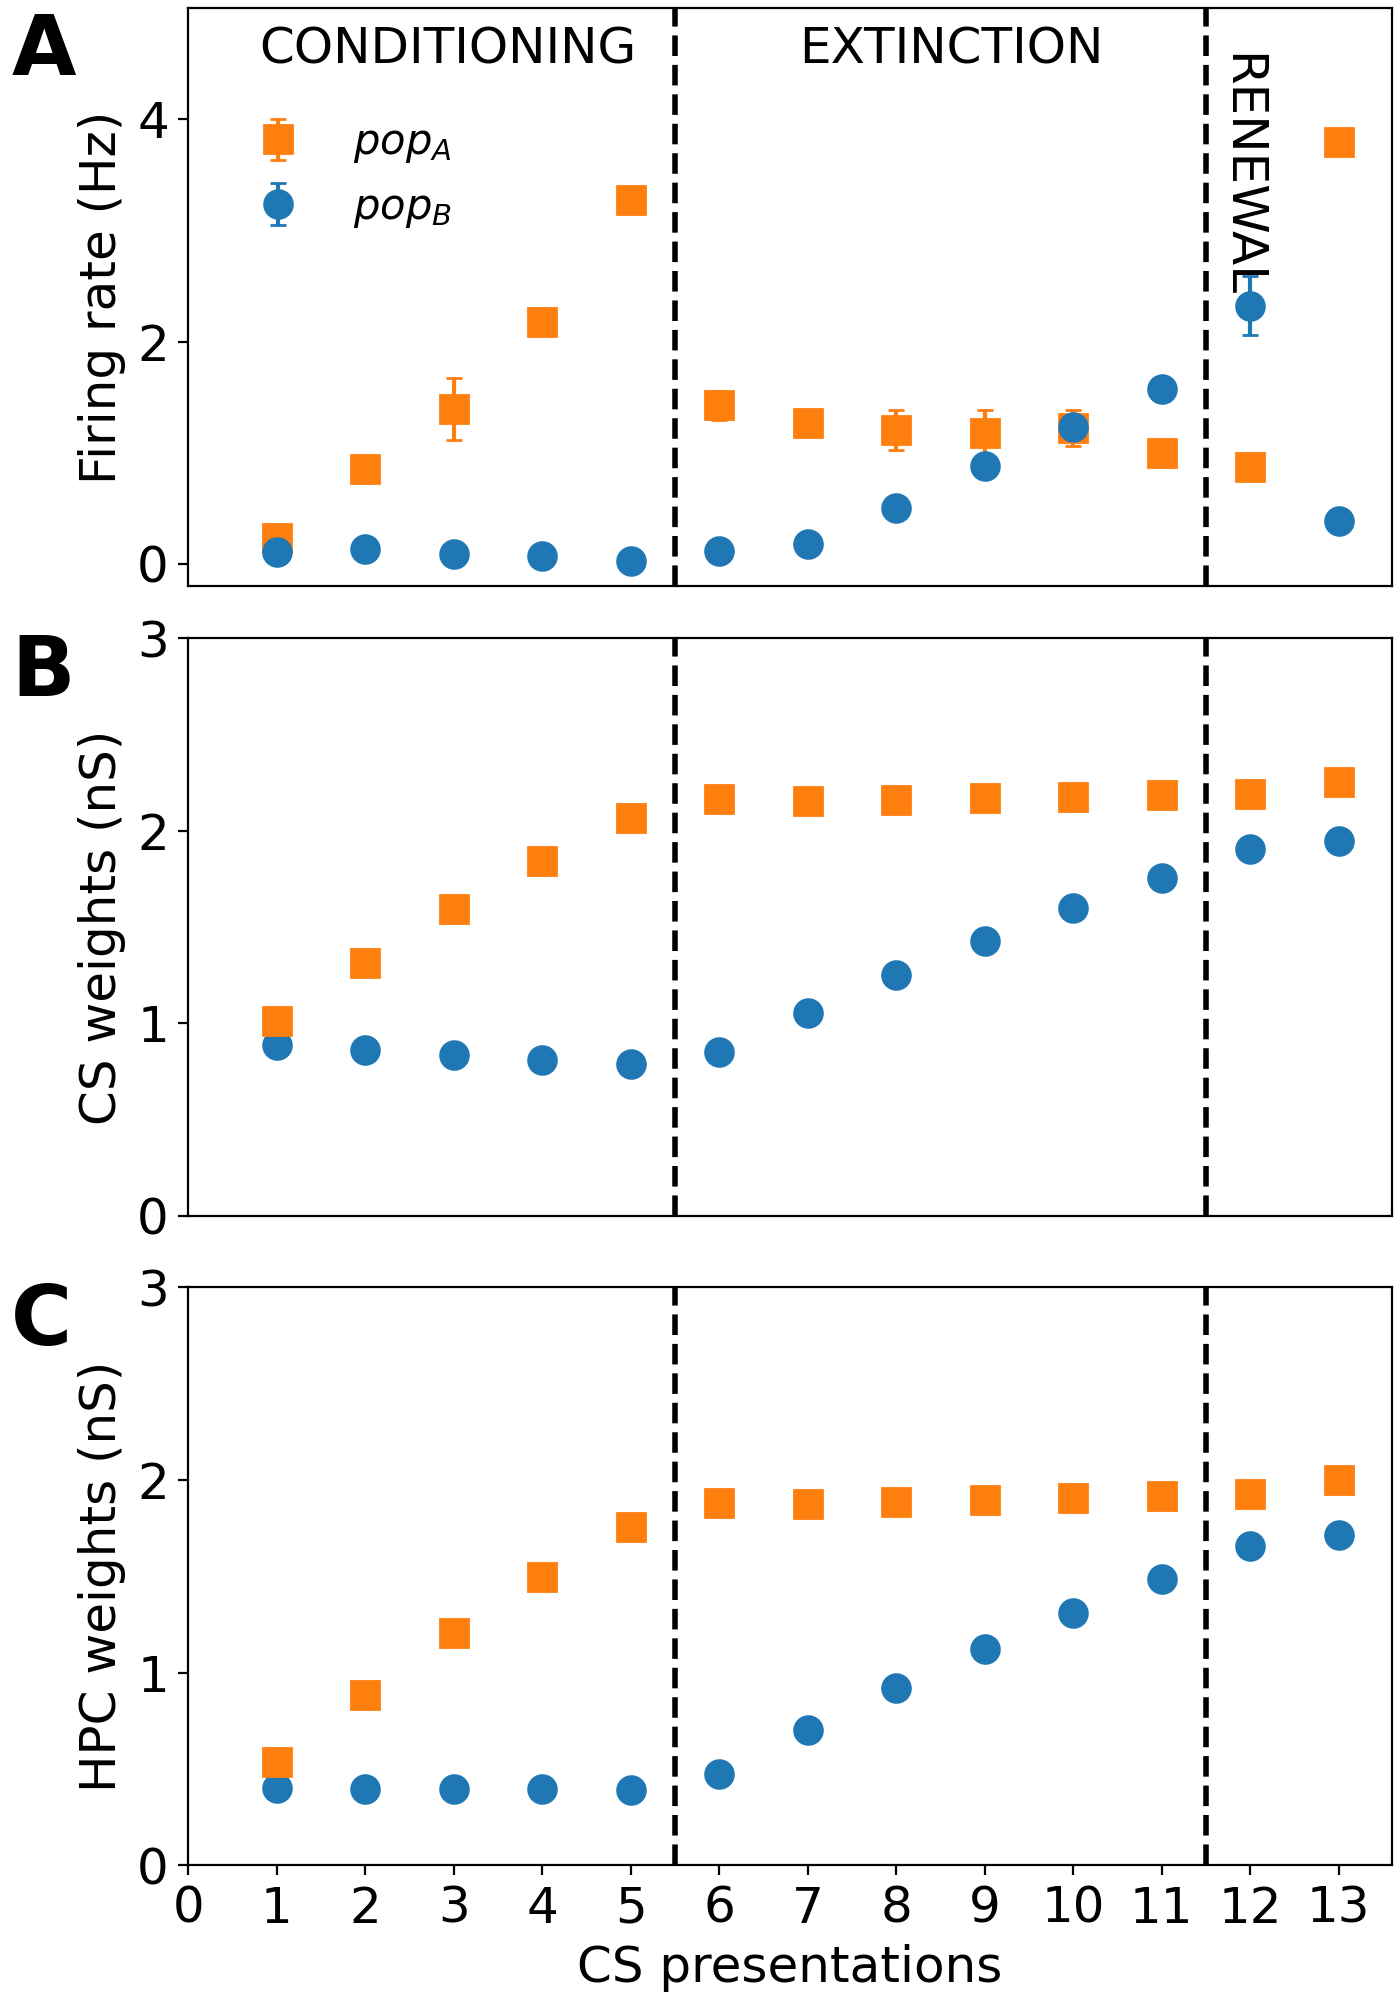 A
CONDITIONING
EXTINCTION
RENEWAL
Firing rate (Hz)
4
2
0
pop_A
pop_B
B
CS weights (nS)
3
2
1
0
C
HPC weights (nS)
3
2
1
0
0 1 2 3 4 5 6 7 8 9 10 11 12 13
CS presentations